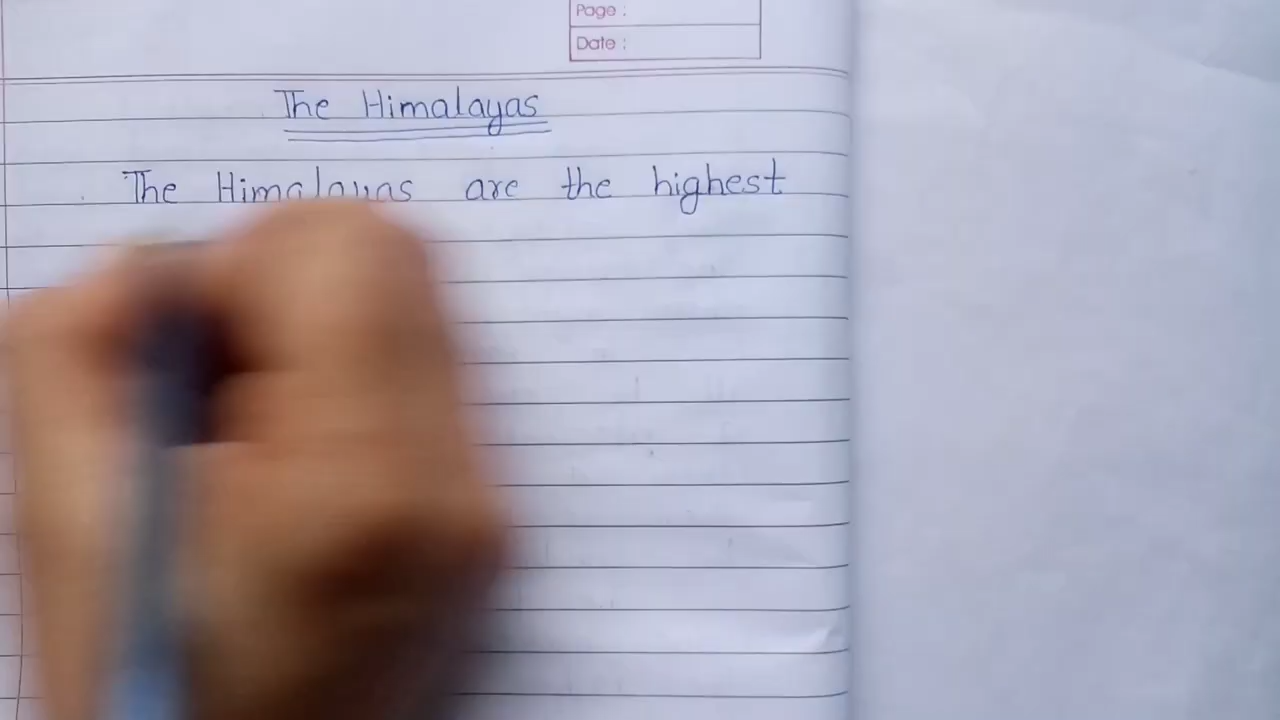 Page :
Date :
The Himalayas
The Himalayas are the highest